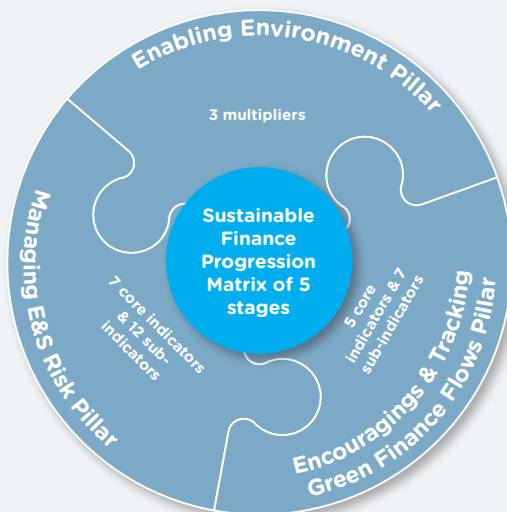 Enabling Environment Pillar
3 multipliers
Sustainable
Finance
Progression
Matrix of 5
stages
Managing E&S Risk Pillar
7 core indicators
& 12 sub-
indicators
5 core
indicators & 7
sub-indicators
Encouragings & Tracking
Green Finance Flows Pillar